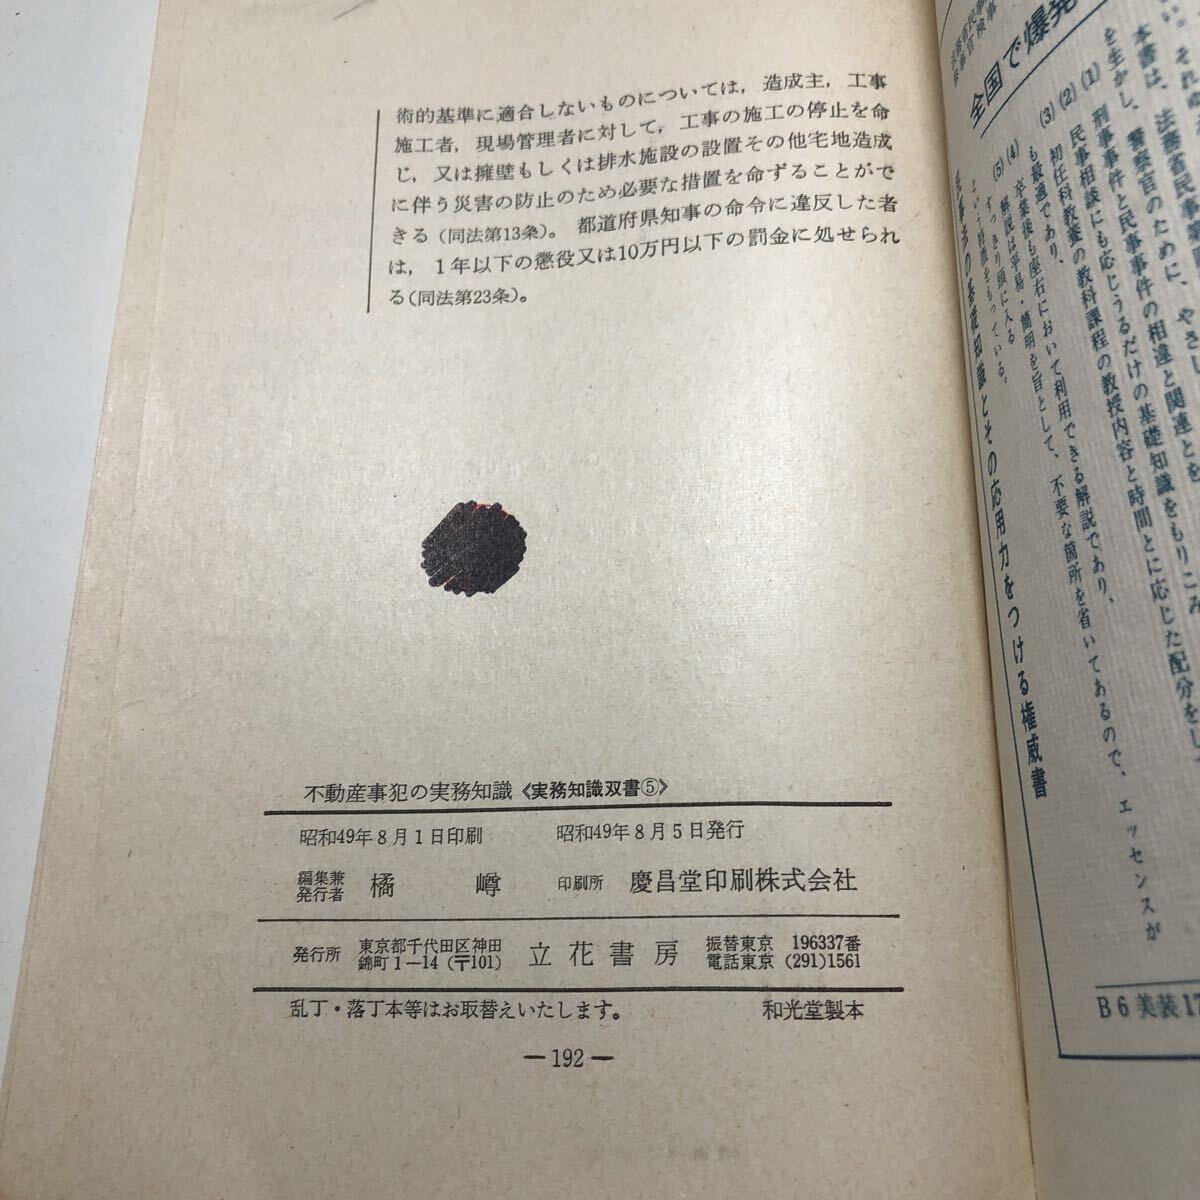 術的基準に適合しないものについては，造成主，工事
施工者，現場管理者に対して，工事の施工の停止を命
じ，又は擁壁もしくは排水施設の設置その他宅地造成
に伴う災害の防止のため必要な措置を命ずることがで
きる（同法第13条）。都道府県知事の命令に違反した者
は，1年以下の懲役又は10万円以下の罰金に処せられ
る（同法第23条）。
不動産事犯の実務知識《実務知識双書⑤》
昭和49年8月1日印刷　昭和49年8月5日発行
編集兼発行者　橘　嶟　印刷所　慶昌堂印刷株式会社
発行所　東京都千代田区神田錦町1―14（〒101）　立花書房　振替東京 196337番　電話東京 (291)1561
乱丁・落丁本等はお取替えいたします。　和光堂製本
―192―
全国で爆発
本書は、法務省民事
警察官のために、やさし
を生かし、
(1) 刑事事件と民事事件の相違と関連とを
(2) 民事相談にも応じうるだけの基礎知識をもりこみ
(3) 初任科教養の教科課程の教授内容と時間とに応じた配分をして
も最適であり、
(4) 卒業後も座右において利用できる解説であり、
(5) 解説は平易・簡明を旨として、不要な箇所を省いてあるので、エッセンスが
すっきり頭に入る
という特徴をもっている。
の基礎知識とその応用力をつける権威書
B6美装17